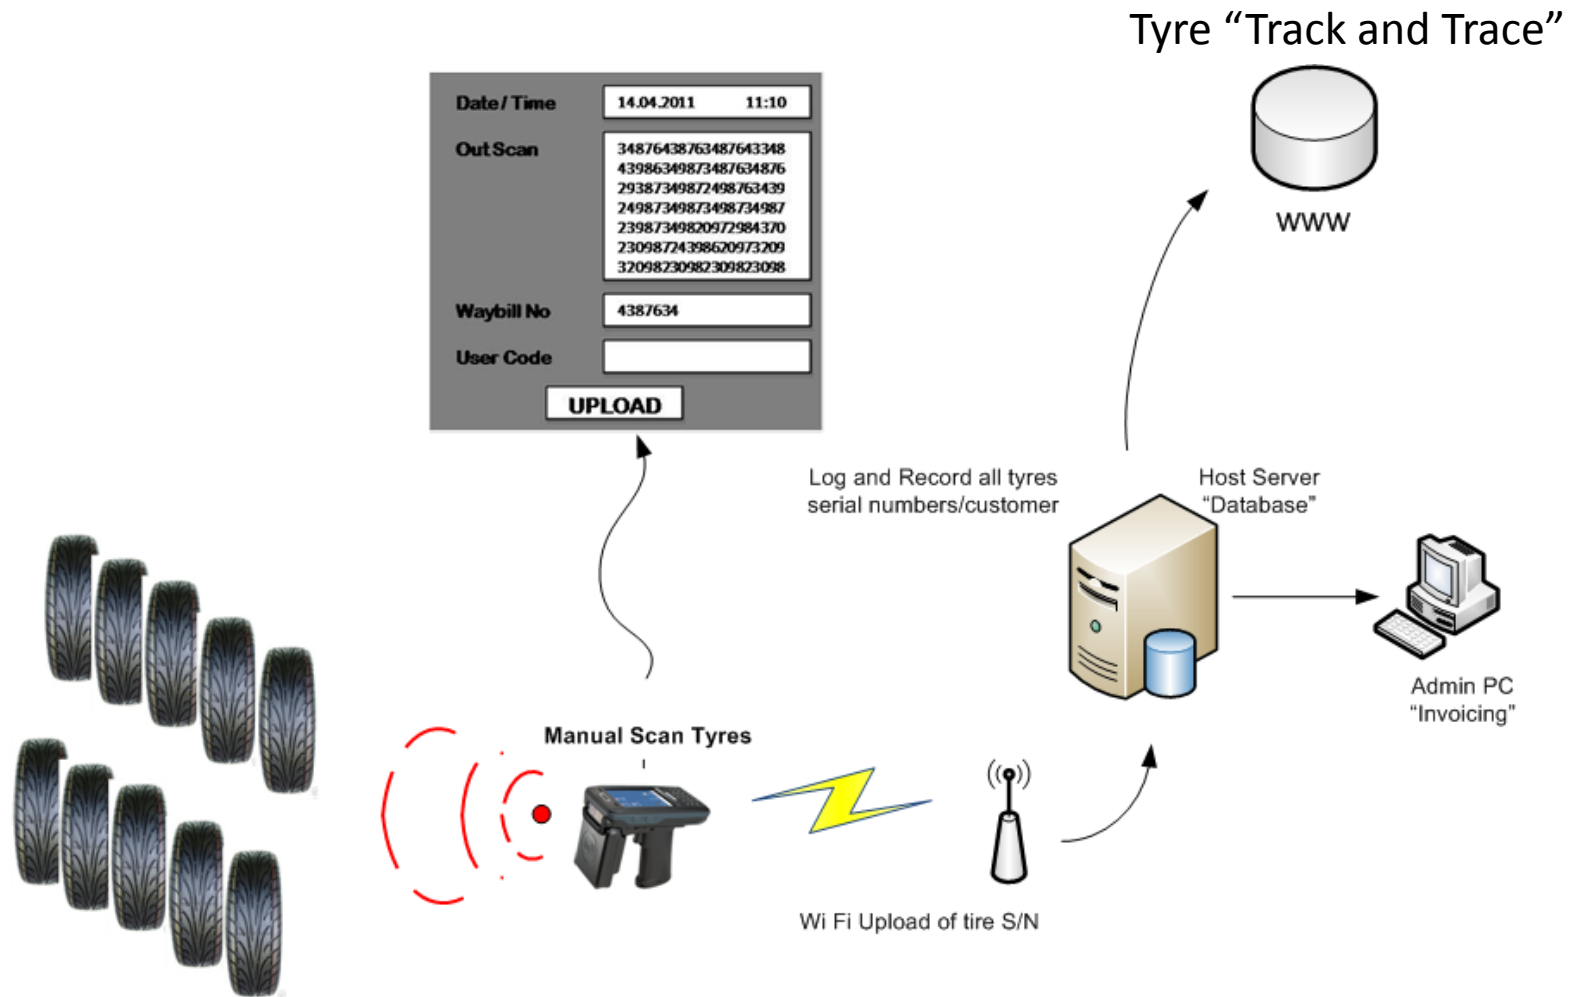 Tyre “Track and Trace”
Date / Time 14.04.2011 11:10
Out Scan 34876438763487643348
43986349873487634876
29387349872498763439
24987349873498734987
23987349820972984370
23098724398620973209
32098230982309823098
Waybill No 4387634
User Code
UPLOAD
WWW
Log and Record all tyres
serial numbers/customer
Host Server
“Database”
Admin PC
“Invoicing”
Manual Scan Tyres
Wi Fi Upload of tire S/N